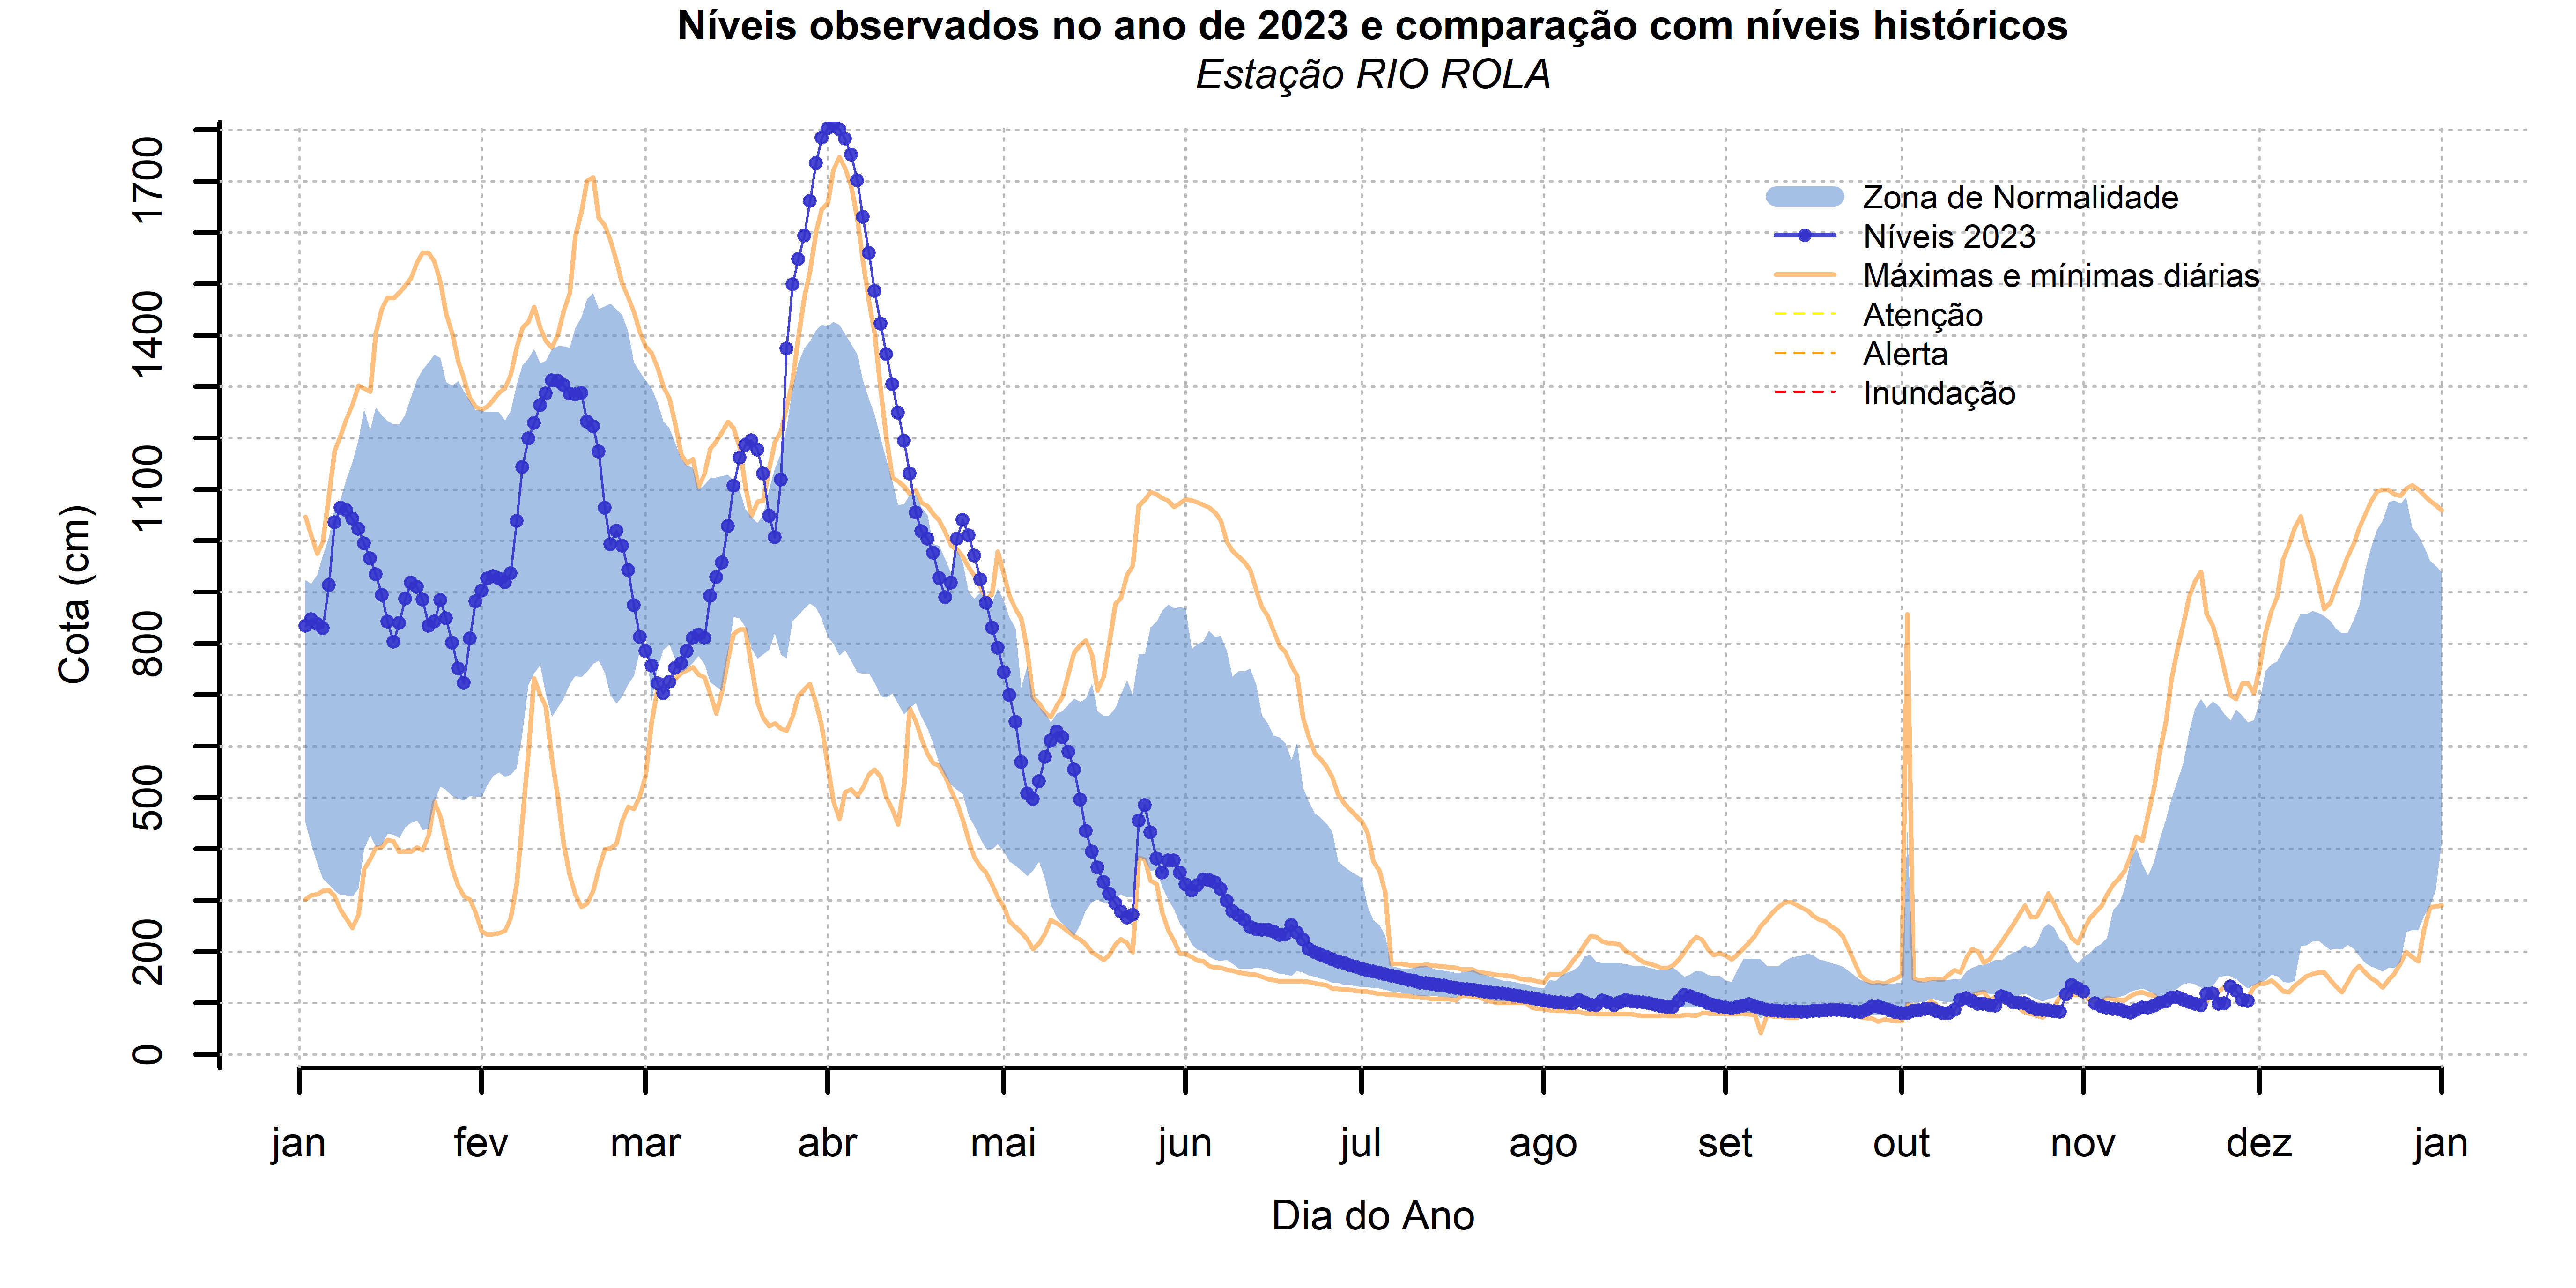 Níveis observados no ano de 2023 e comparação com níveis históricos
Estação RIO ROLA
Zona de Normalidade
Níveis 2023
Máximas e mínimas diárias
Atenção
Alerta
Inundação
Cota (cm)
1700
1400
1100
800
500
200
0
jan fev mar abr mai jun jul ago set out nov dez jan
Dia do Ano